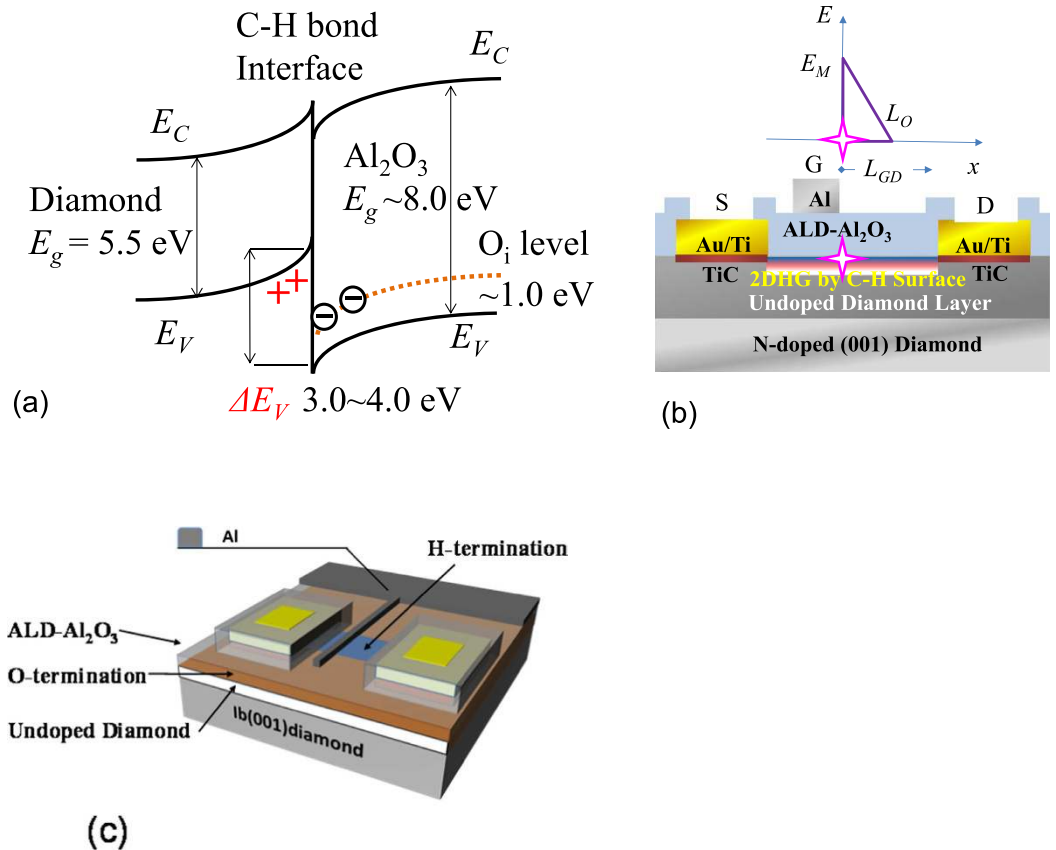 C-H bond
Interface
E_C
E_C
Diamond
E_g = 5.5 eV
Al₂O₃
E_g ~8.0 eV
O_i level
~1.0 eV
E_V
E_V
ΔE_V 3.0~4.0 eV
(a)
E
E_M
L_O
G
L_GD
x
S
Al
D
ALD-Al₂O₃
Au/Ti
Au/Ti
TiC
TiC
2DHG by C-H Surface
Undoped Diamond Layer
N-doped (001) Diamond
(b)
Al
H-termination
ALD-Al₂O₃
O-termination
Undoped Diamond
Ib(001)diamond
(c)